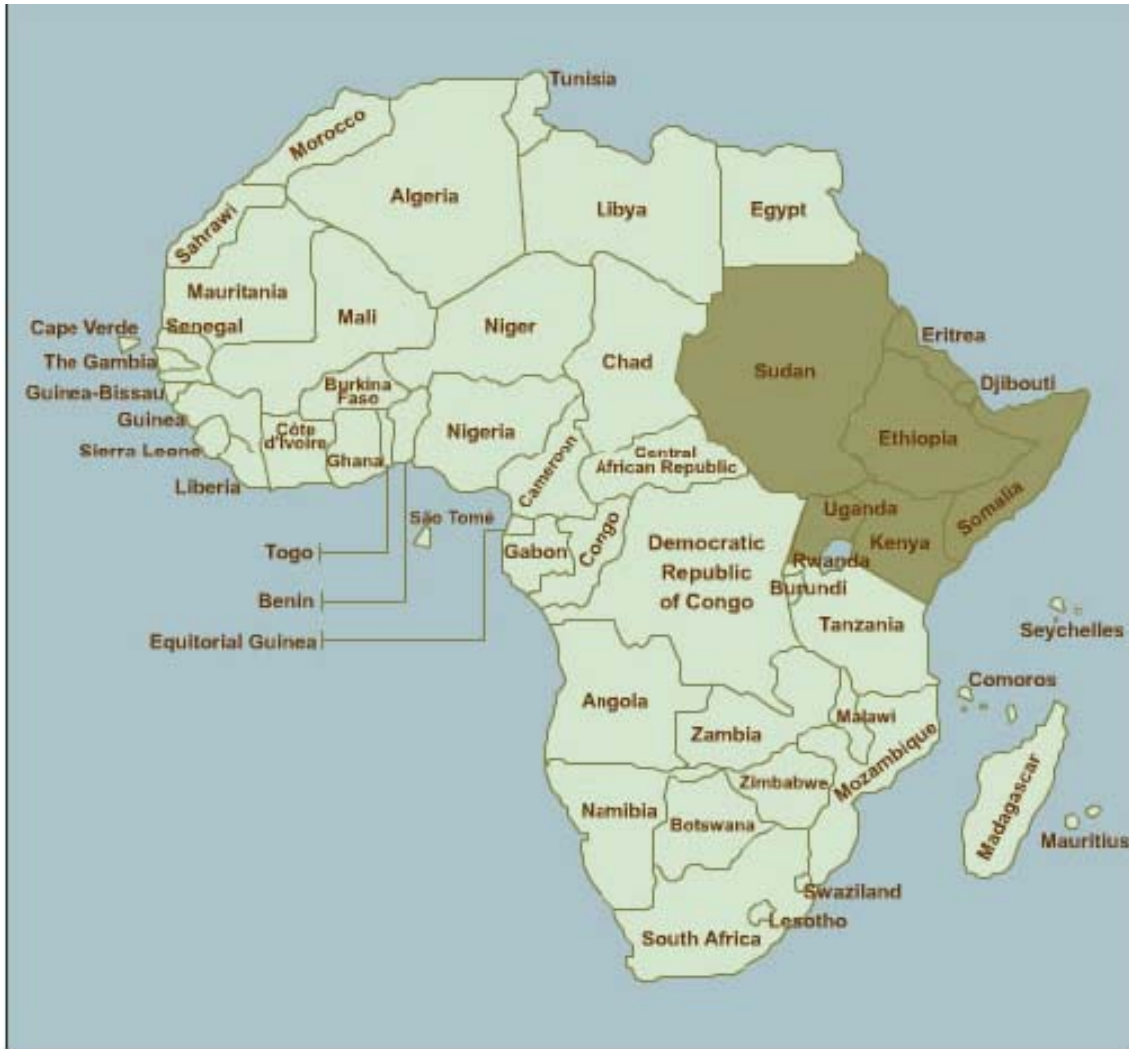 Tunisia
Morocco
Algeria
Libya
Egypt
Sahrawi
Mauritania
Mali
Niger
Chad
Sudan
Eritrea
Cape Verde
Senegal
The Gambia
Guinea-Bissau
Burkina
Faso
Djibouti
Guinea
Côte
d'Ivoire
Nigeria
Ethiopia
Sierra Leone
Ghana
Cameroon
Central
African Republic
Liberia
São Tomé
Uganda
Somalia
Togo
Gabon
Congo
Democratic
Republic
of Congo
Kenya
Rwanda
Burundi
Benin
Tanzania
Equitorial Guinea
Seychelles
Comoros
Angola
Zambia
Malawi
Mozambique
Zimbabwe
Namibia
Botswana
Madagascar
Mauritius
Swaziland
Lesotho
South Africa